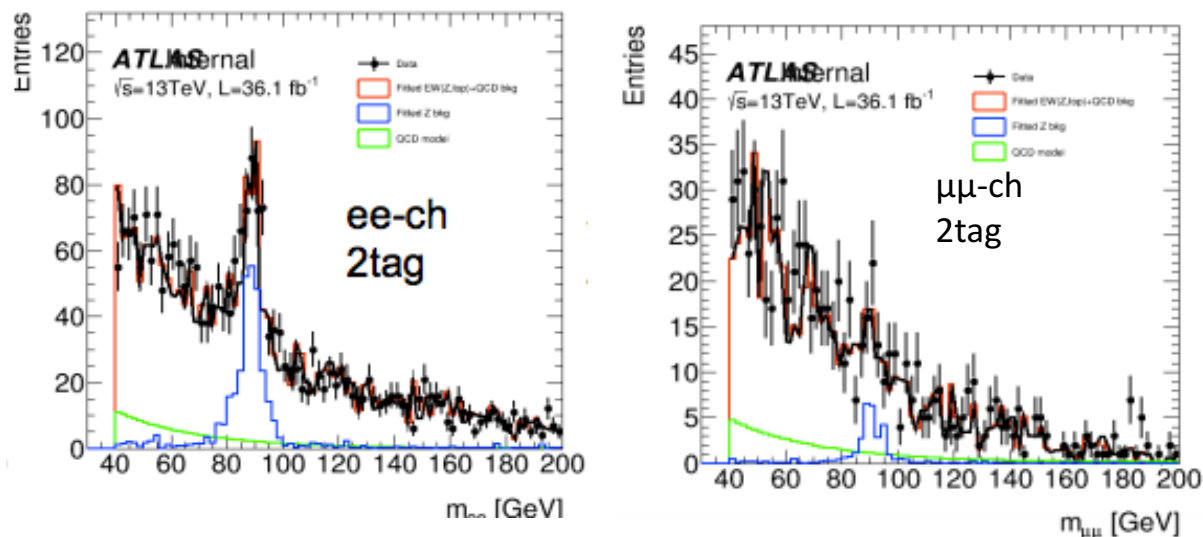 Entries
120
100
80
60
40
20
0
40 60 80 100 120 140 160 180 200
ATLAS Internal
√s=13TeV, L=36.1 fb⁻¹
Data
Fitted EW(Z,top)+QCD bkg
Fitted Z bkg
QCD model
ee-ch
2tag
[GeV]
Entries
45
40
35
30
25
20
15
10
5
0
40 60 80 100 120 140 160 180 200
ATLAS Internal
√s=13TeV, L=36.1 fb⁻¹
Data
Fitted EW(Z,top)+QCD bkg
Fitted Z bkg
QCD model
μμ-ch
2tag
mμμ [GeV]